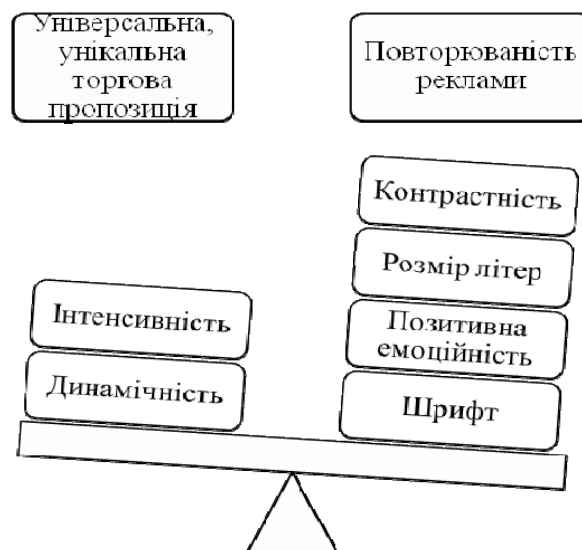 Універсальна,
унікальна
торгова
пропозиція
Повторюваність
реклами
Контрастність
Розмір літер
Інтенсивність
Позитивна
емоційність
Динамічність
Шрифт